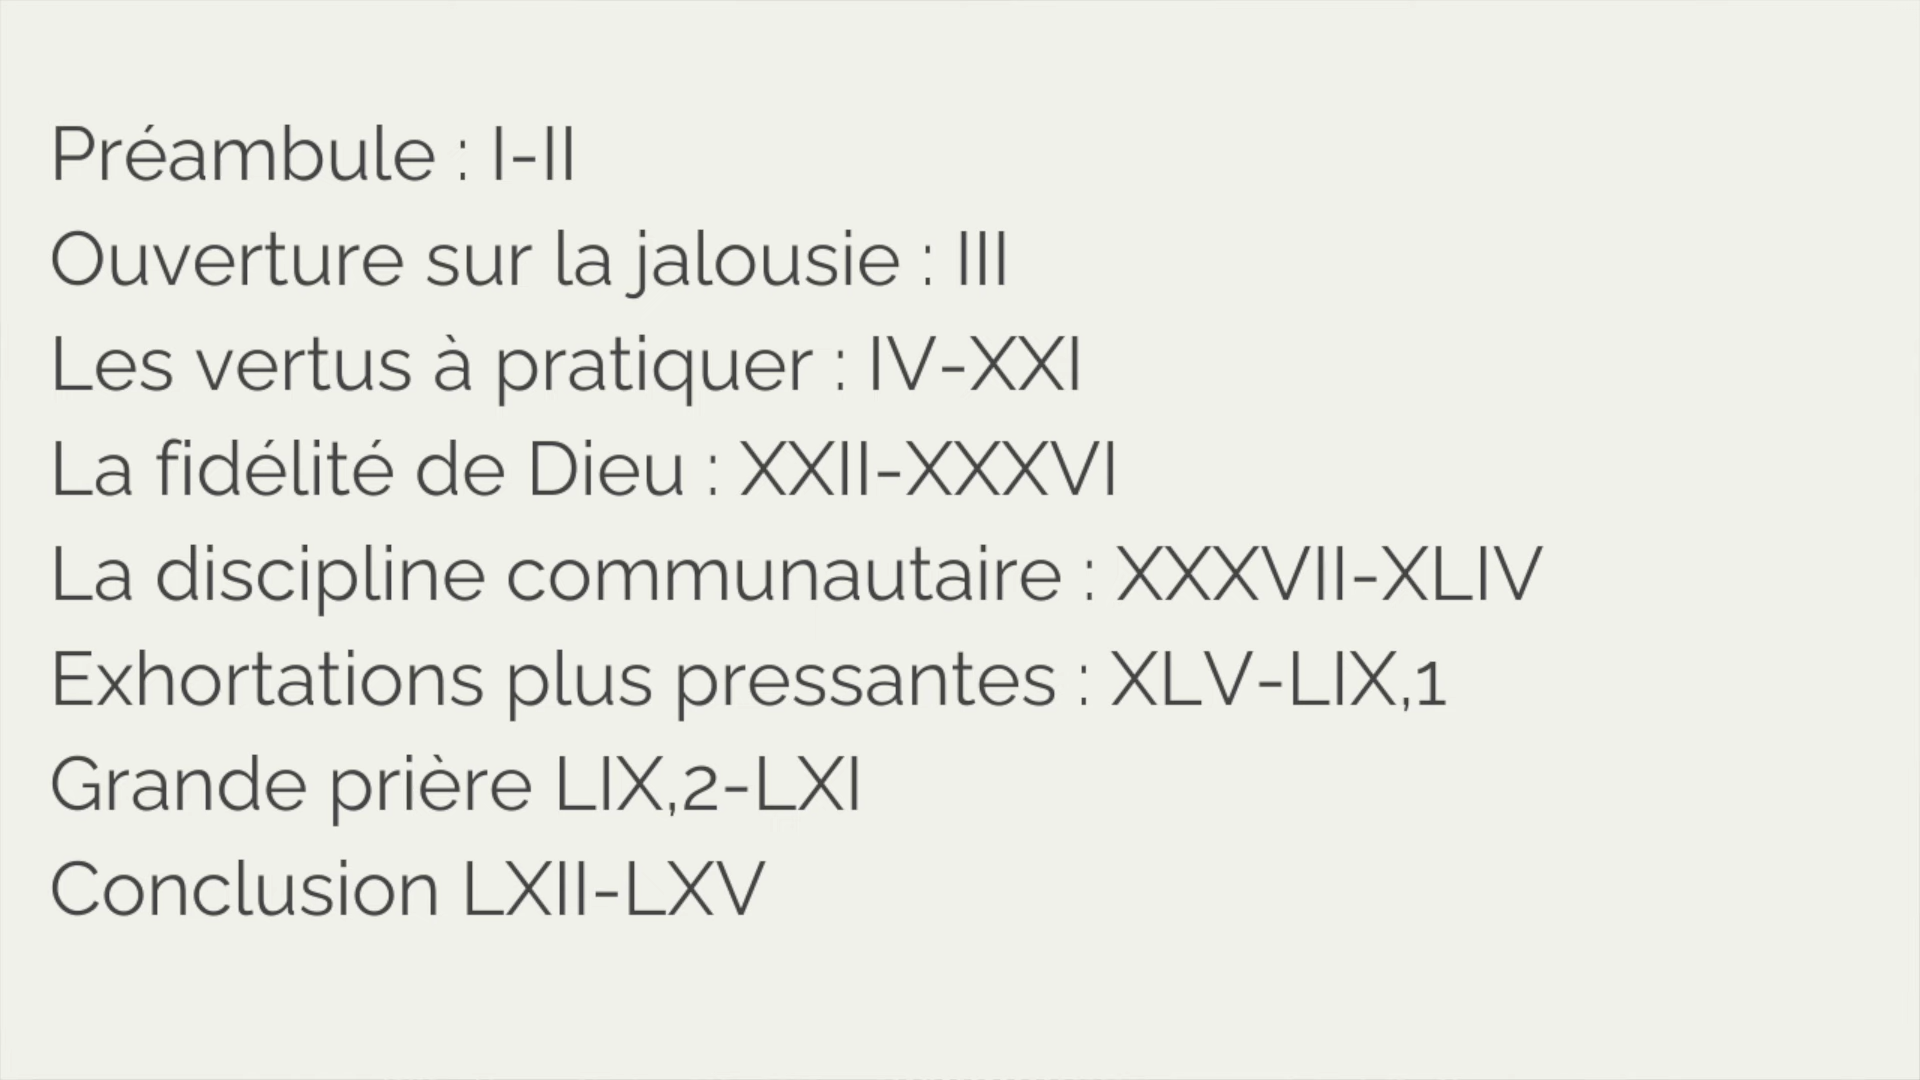 Préambule : I-II
Ouverture sur la jalousie : III
Les vertus à pratiquer : IV-XXI
La fidélité de Dieu : XXII-XXXVI
La discipline communautaire : XXXVII-XLIV
Exhortations plus pressantes : XLV-LIX,1
Grande prière LIX,2-LXI
Conclusion LXII-LXV